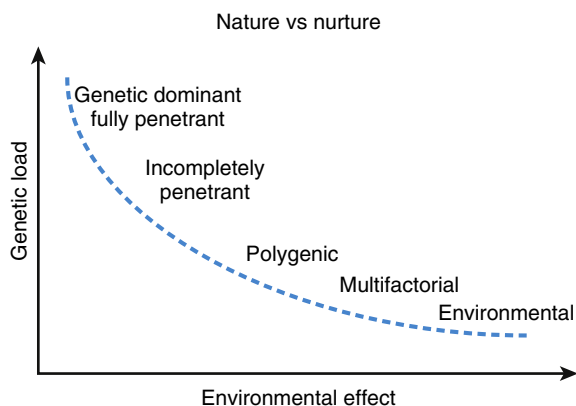 Nature vs nurture
Genetic dominant
fully penetrant
Incompletely
penetrant
Polygenic
Multifactorial
Environmental
Genetic load
Environmental effect